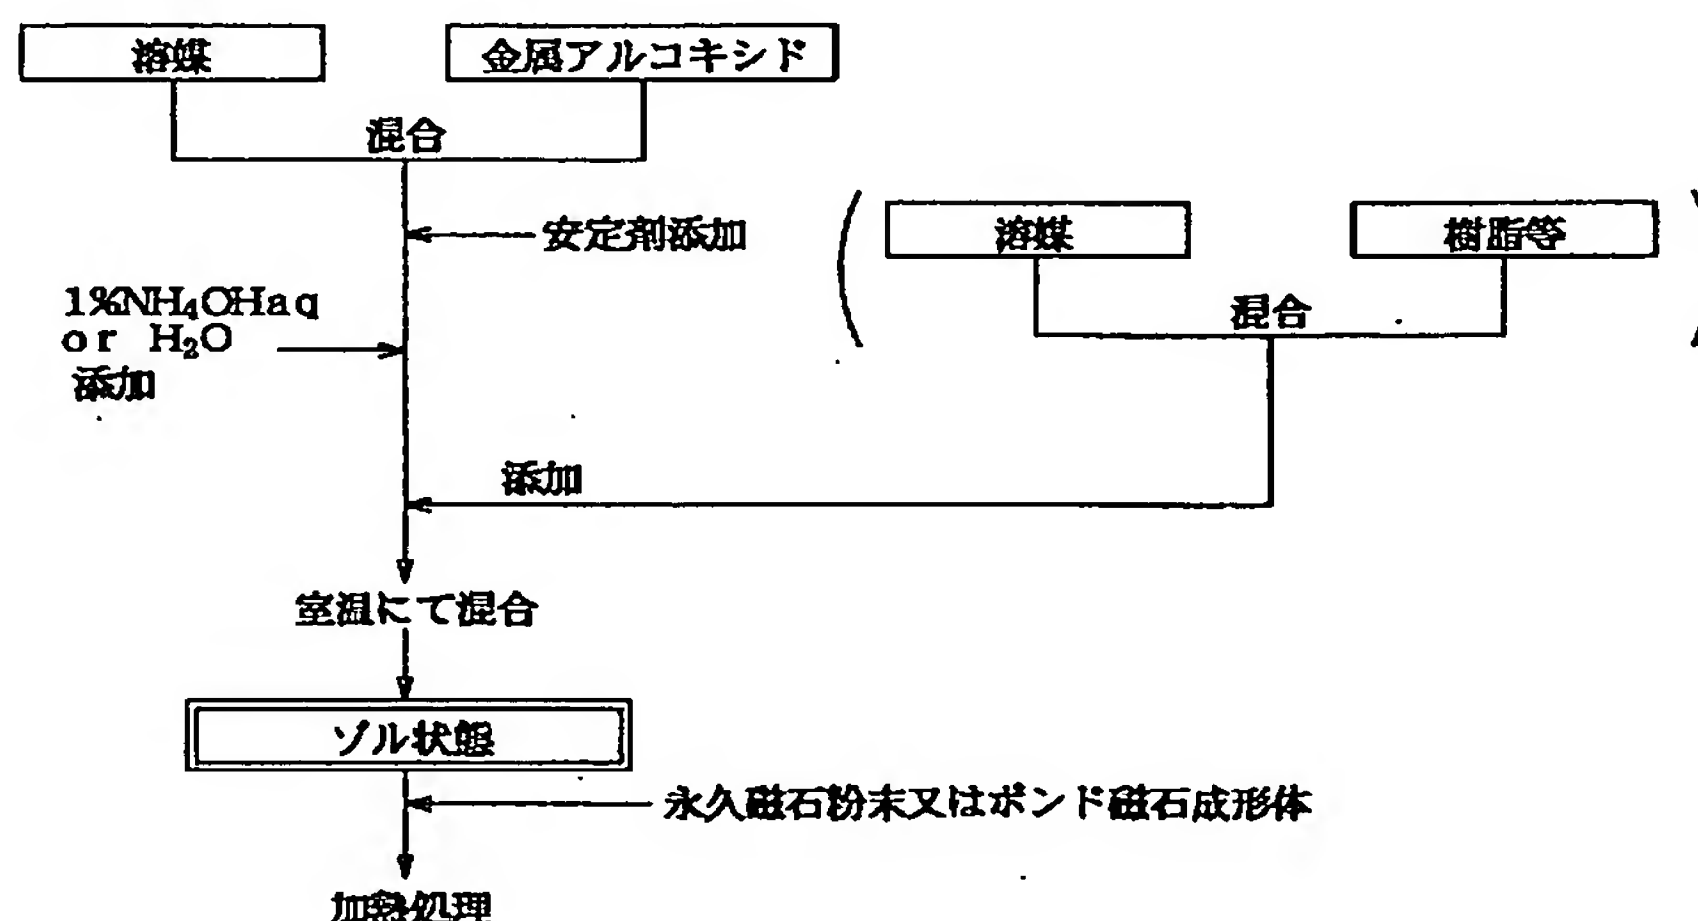 溶媒
金属アルコキシド
混合
安定剤添加
溶媒
樹脂等
混合
1%NH₄OHaq
or H₂O
添加
添加
室温にて混合
ゾル状態
永久磁石粉末又はボンド磁石成形体
加熱処理